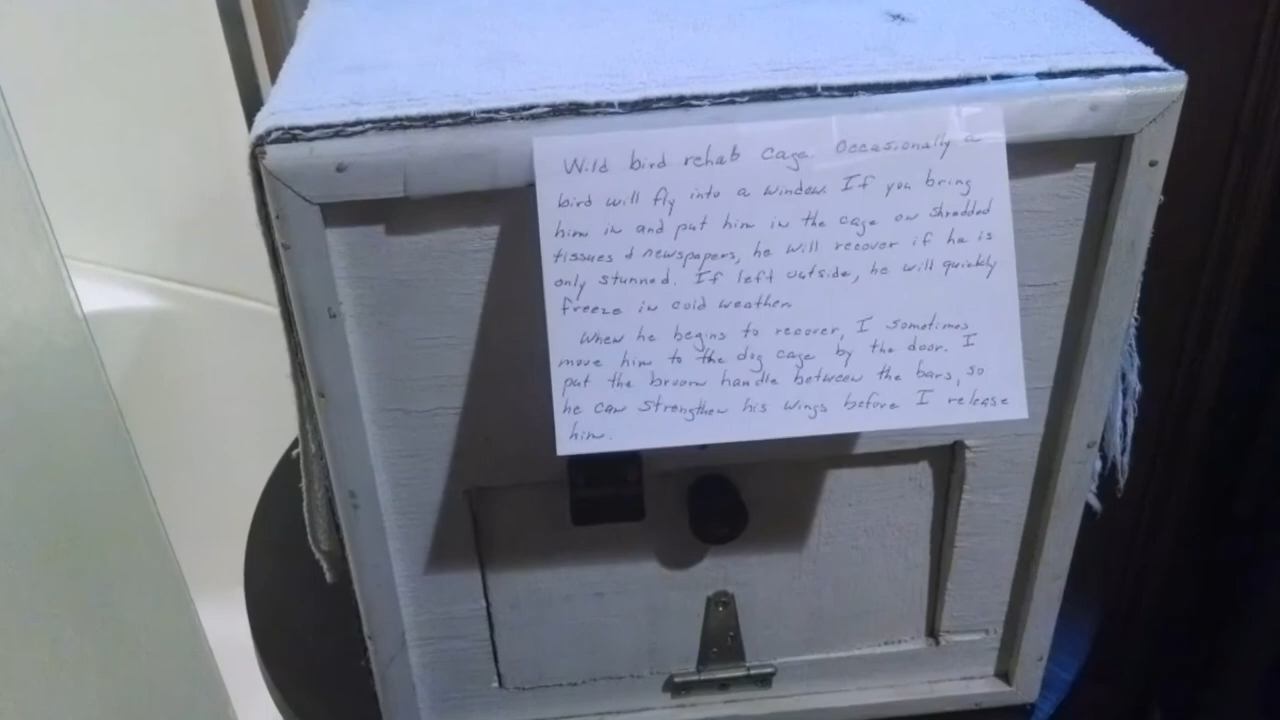 Wild bird rehab cage. Occasionally a
bird will fly into a window. If you bring
him in and put him in the cage on shredded
tissues & newspapers, he will recover if he is
only stunned. If left outside, he will quickly
freeze in cold weather.
When he begins to recover, I sometimes
move him to the dog cage by the door. I
put the broom handle between the bars, so
he can strengthen his wings before I release
him.